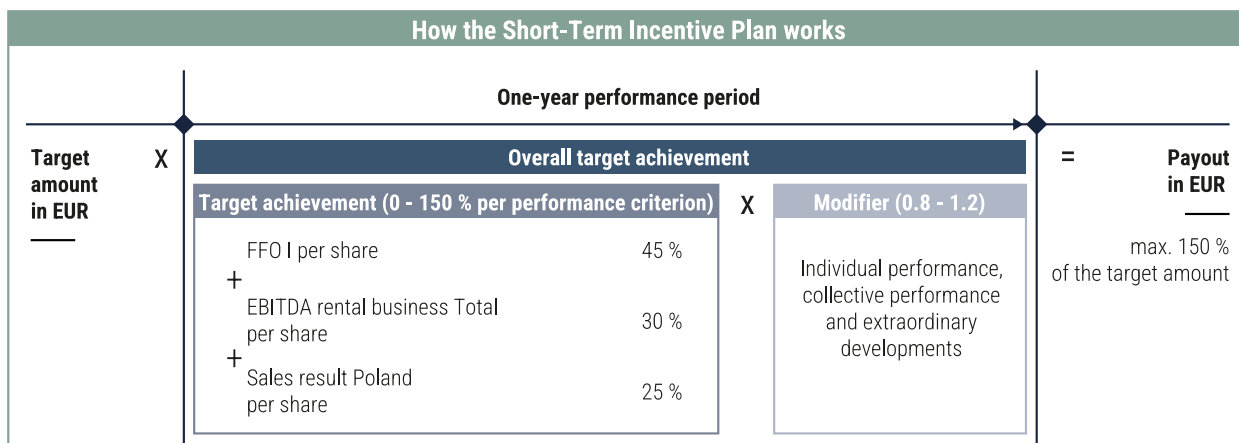 How the Short-Term Incentive Plan works
One-year performance period
Target
amount
in EUR
X
Overall target achievement
Target achievement (0 - 150 % per performance criterion)
FFO I per share 45 %
+
EBITDA rental business Total
per share 30 %
+
Sales result Poland
per share 25 %
X
Modifier (0.8 - 1.2)
Individual performance,
collective performance
and extraordinary
developments
=
Payout
in EUR
max. 150 %
of the target amount